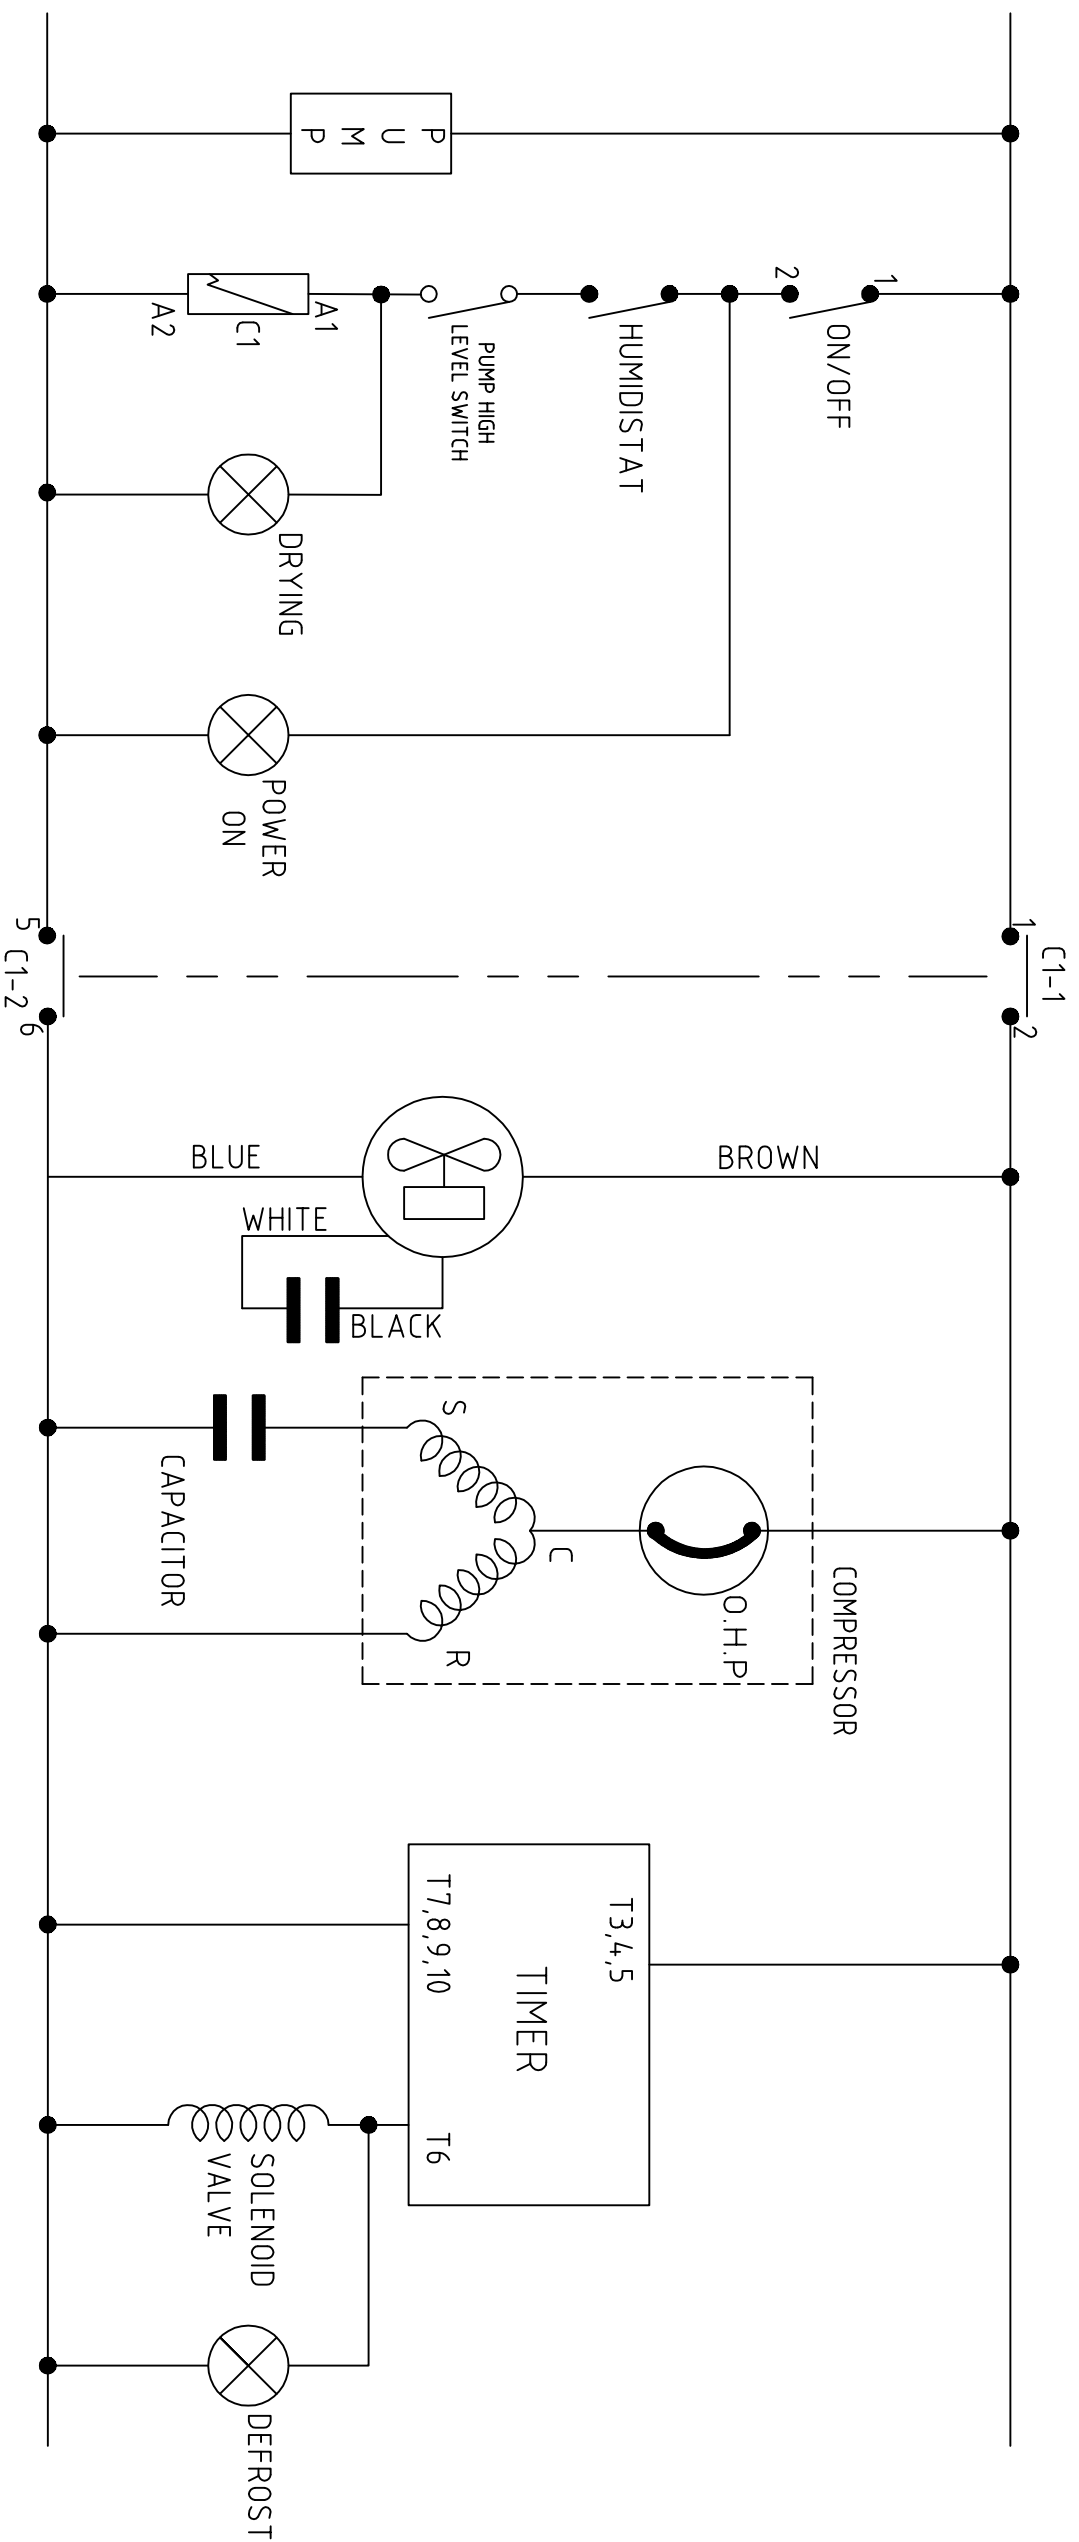 PUMP
1
ON/OFF
2
HUMIDISTAT
PUMP HIGH
LEVEL SWITCH
A1
C1
A2
DRYING
POWER
ON
C1-1
1
2
5
C1-2
6
BROWN
BLUE
WHITE
BLACK
COMPRESSOR
O.H.P
C
S
R
CAPACITOR
T3,4,5
TIMER
T7,8,9,10
T6
SOLENOID
VALVE
DEFROST